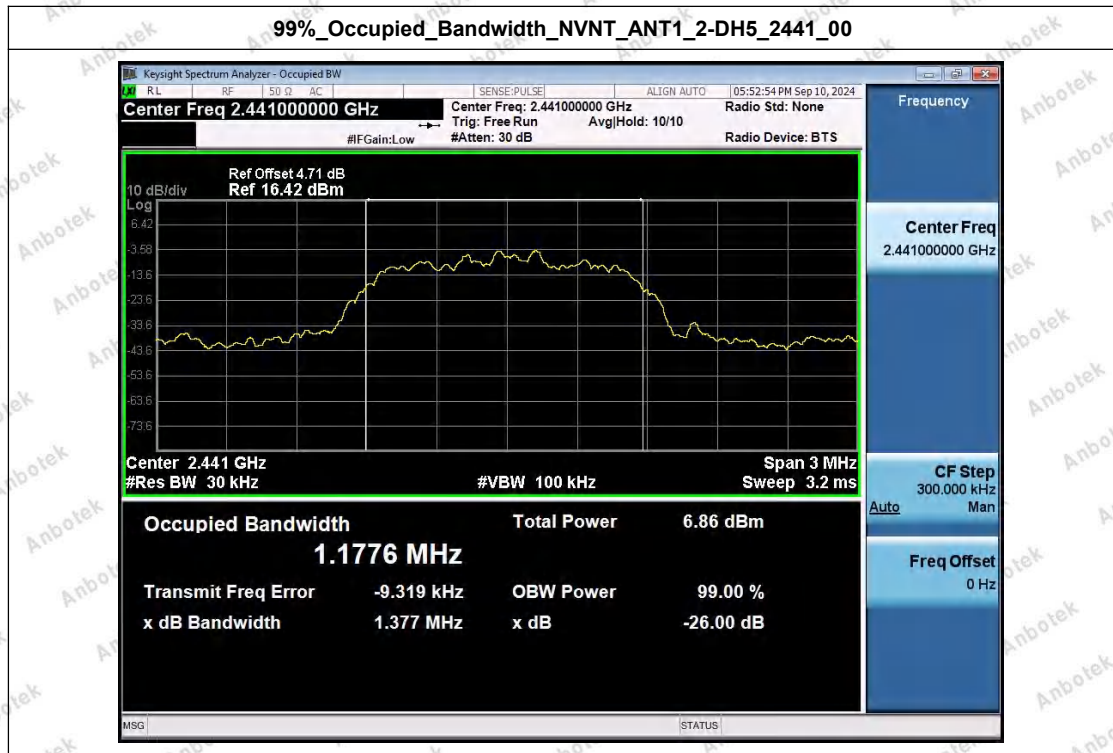 99%_Occupied_Bandwidth_NVNT_ANT1_2-DH5_2441_00
Keysight Spectrum Analyzer - Occupied BW
RL RF 50 Ω AC SENSE:PULSE ALIGN AUTO 05:52:54 PM Sep 10, 2024
Center Freq 2.441000000 GHz
Center Freq: 2.441000000 GHz
Radio Std: None
Trig: Free Run Avg|Hold: 10/10
#IFGain:Low
#Atten: 30 dB
Radio Device: BTS
Ref Offset 4.71 dB
10 dB/div Ref 16.42 dBm
Log
6.42
-3.58
-13.6
-23.6
-33.6
-43.6
-53.6
-63.6
-73.6
Center 2.441 GHz Span 3 MHz
#Res BW 30 kHz #VBW 100 kHz Sweep 3.2 ms
Occupied Bandwidth Total Power 6.86 dBm
1.1776 MHz
Transmit Freq Error -9.319 kHz OBW Power 99.00 %
x dB Bandwidth 1.377 MHz x dB -26.00 dB
MSG STATUS
Frequency
Center Freq
2.441000000 GHz
CF Step
300.000 kHz
Auto Man
Freq Offset
0 Hz
Anbotek